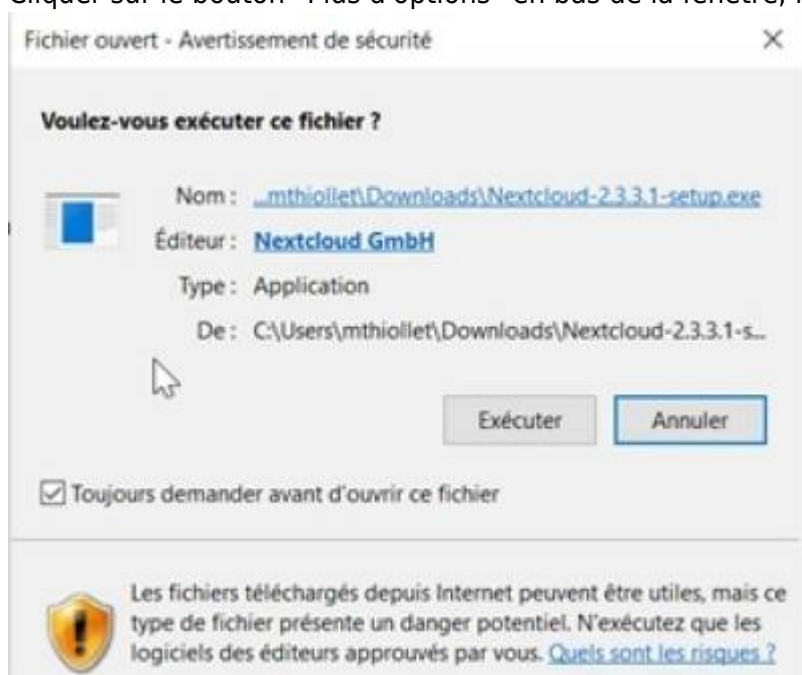 Fichier ouvert - Avertissement de sécurité
Voulez-vous exécuter ce fichier ?
Nom : ...mthiollet\Downloads\Nextcloud-2.3.3.1-setup.exe
Éditeur : Nextcloud GmbH
Type : Application
De : C:\Users\mthiollet\Downloads\Nextcloud-2.3.3.1-s...
Exécuter Annuler
Toujours demander avant d'ouvrir ce fichier
Les fichiers téléchargés depuis Internet peuvent être utiles, mais ce
type de fichier présente un danger potentiel. N'exécutez que les
logiciels des éditeurs approuvés par vous. Quels sont les risques ?